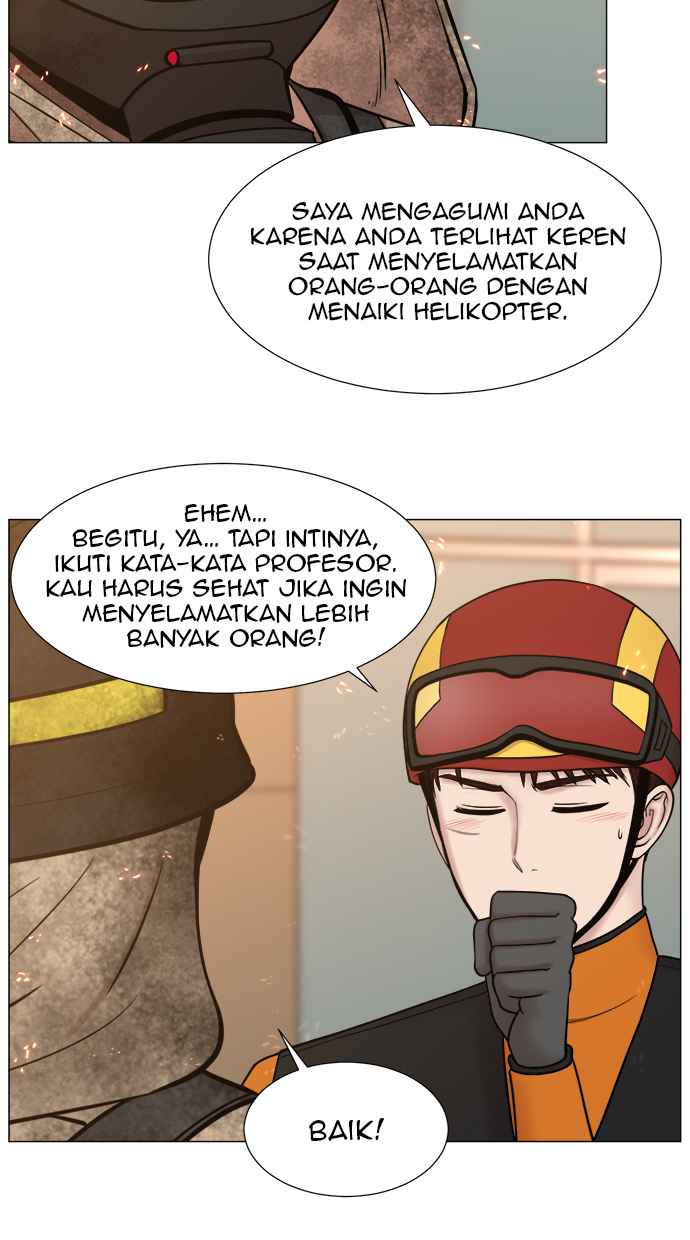 SAYA MENGAGUMI ANDA
KARENA ANDA TERLIHAT KEREN
SAAT MENYELAMATKAN
ORANG-ORANG DENGAN
MENAIKI HELIKOPTER.
EHEM...
BEGITU, YA... TAPI INTINYA,
IKUTI KATA-KATA PROFESOR.
KAU HARUS SEHAT JIKA INGIN
MENYELAMATKAN LEBIH
BANYAK ORANG!
BAIK!